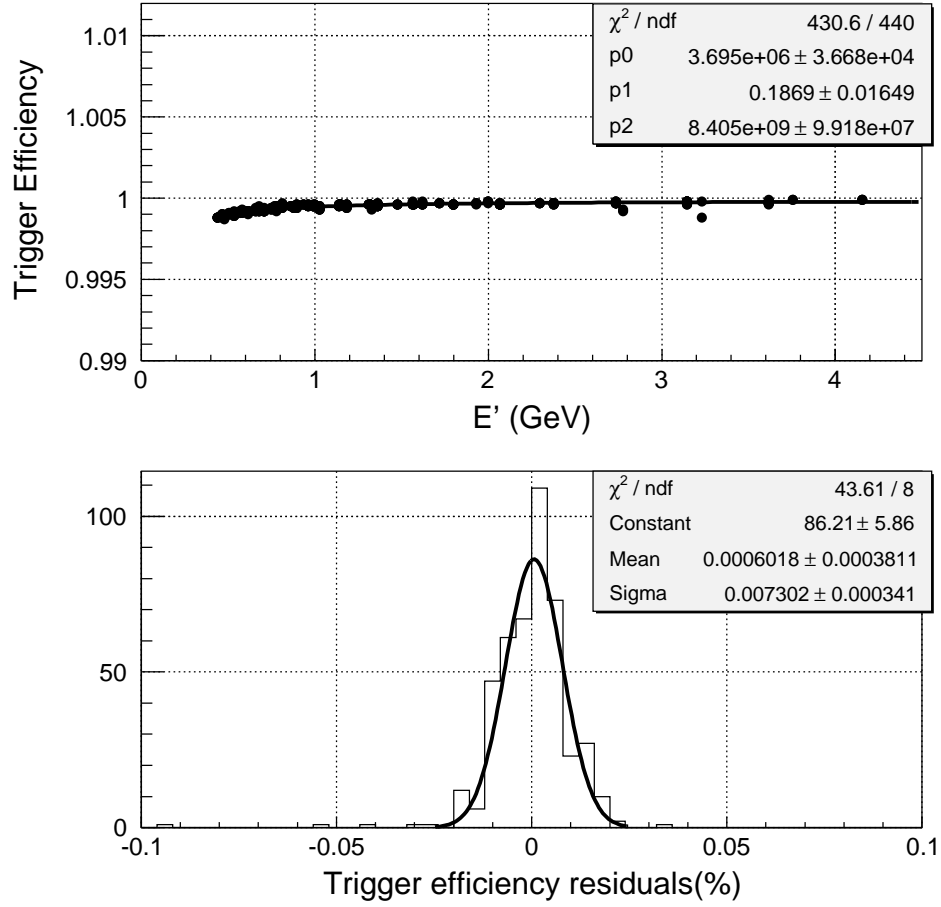 χ² / ndf 430.6 / 440
p0 3.695e+06 ± 3.668e+04
p1 0.1869 ± 0.01649
p2 8.405e+09 ± 9.918e+07
Trigger Efficiency
1.01
1.005
1
0.995
0.99
0 1 2 3 4
E' (GeV)
χ² / ndf 43.61 / 8
Constant 86.21 ± 5.86
Mean 0.0006018 ± 0.0003811
Sigma 0.007302 ± 0.000341
100
50
0
-0.1 -0.05 0 0.05 0.1
Trigger efficiency residuals(%)